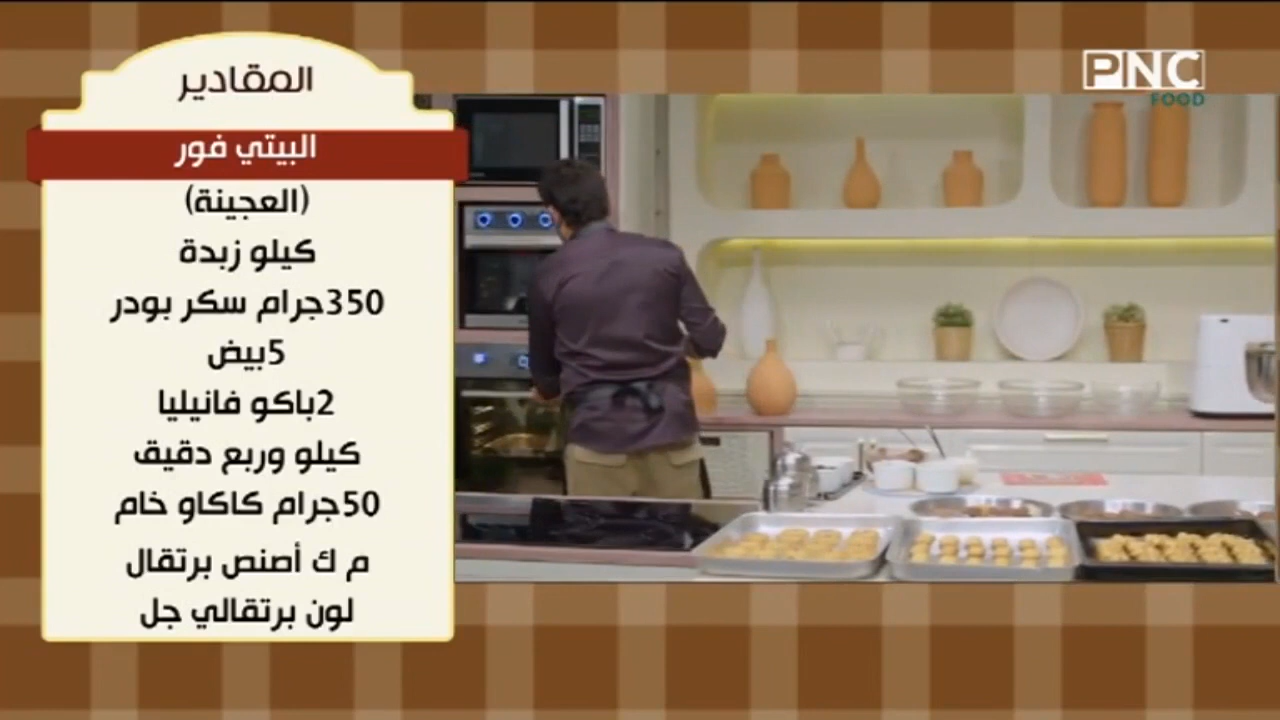 المقادير
البيتي فور
(العجينة)
كيلو زبدة
350جرام سكر بودر
5بيض
2باكو فانيليا
كيلو وربع دقيق
50جرام كاكاو خام
م ك أصنص برتقال
لون برتقالي جل
PNC
FOOD